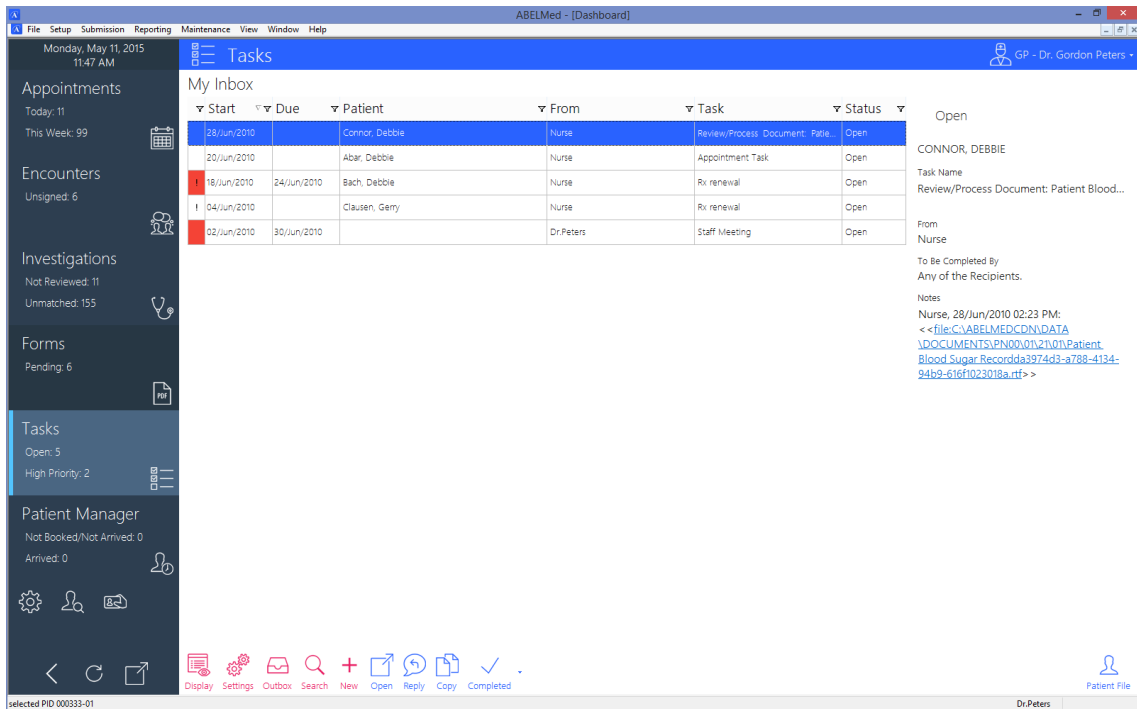 ABELMed - [Dashboard]
File Setup Submission Reporting Maintenance View Window Help
Monday, May 11, 2015
11:47 AM
Tasks
GP - Dr. Gordon Peters
Appointments
Today: 11
This Week: 99
Encounters
Unsigned: 6
Investigations
Not Reviewed: 11
Unmatched: 155
Forms
Pending: 6
PDF
Tasks
Open: 5
High Priority: 2
Patient Manager
Not Booked/Not Arrived: 0
Arrived: 0
My Inbox
Start Due Patient From Task Status
28/Jun/2010 Connor, Debbie Nurse Review/Process Document: Patie... Open
20/Jun/2010 Abar, Debbie Nurse Appointment Task Open
! 18/Jun/2010 24/Jun/2010 Bach, Debbie Nurse Rx renewal Open
! 04/Jun/2010 Clausen, Gerry Nurse Rx renewal Open
02/Jun/2010 30/Jun/2010 Dr.Peters Staff Meeting Open
Open
CONNOR, DEBBIE
Task Name
Review/Process Document: Patient Blood...
From
Nurse
To Be Completed By
Any of the Recipients.
Notes
Nurse, 28/Jun/2010 02:23 PM:
<<file:C:\ABELMEDCDN\DATA
\DOCUMENTS\PN00\01\21\01\Patient
Blood Sugar Recordda3974d3-a788-4134-
94b9-616f1023018a.rtf>>
Display Settings Outbox Search New Open Reply Copy Completed
Patient File
selected PID 000333-01
Dr.Peters